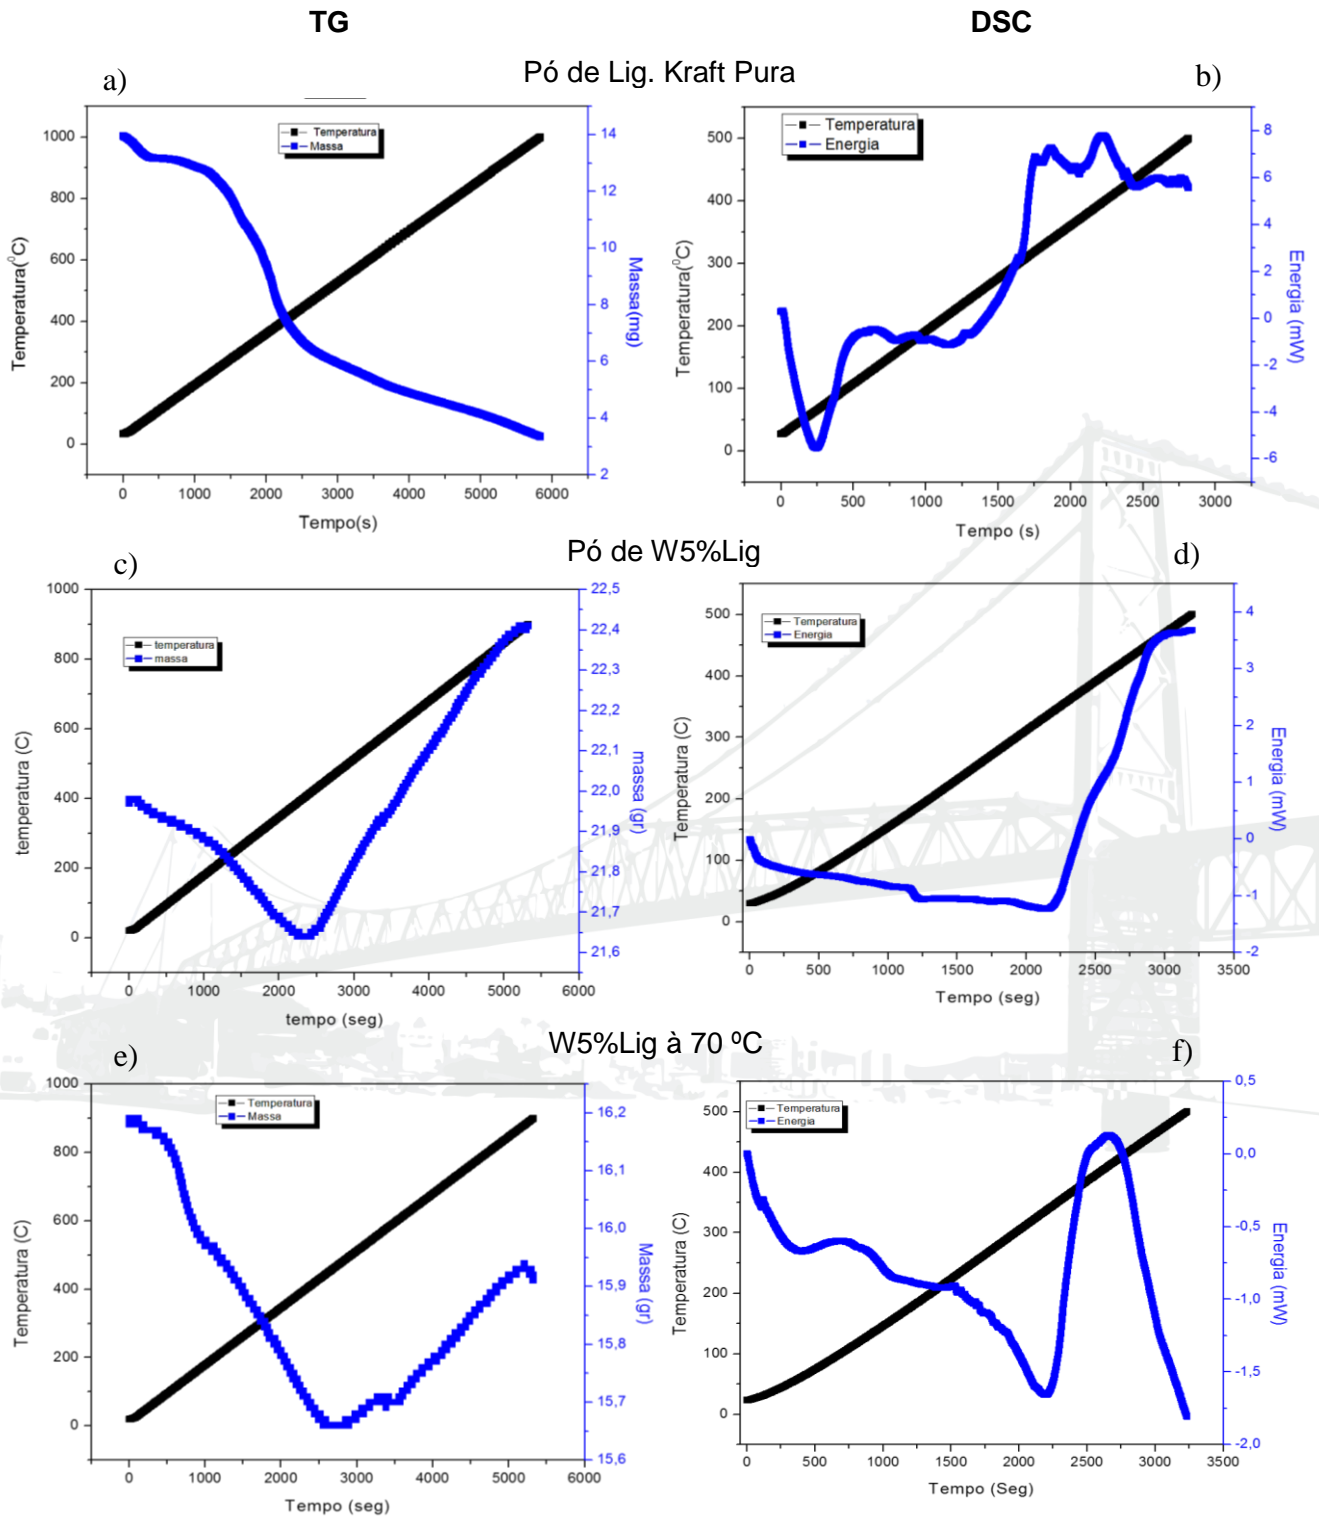 TG
DSC
Pó de Lig. Kraft Pura
a)
b)
Temperatura
Massa
1000
800
600
400
200
0
Temperatura(⁰C)
14
12
10
8
6
4
2
Massa(mg)
0 1000 2000 3000 4000 5000 6000
Tempo(s)
Temperatura
Energia
500
400
300
200
100
0
Temperatura(⁰C)
8
6
4
2
0
-2
-4
-6
Energia (mW)
0 500 1000 1500 2000 2500 3000
Tempo (s)
Pó de W5%Lig
c)
d)
temperatura
massa
1000
800
600
400
200
0
temperatura (C)
22,5
22,4
22,3
22,2
22,1
22,0
21,9
21,8
21,7
21,6
massa (gr)
0 1000 2000 3000 4000 5000 6000
tempo (seg)
Temperatura
Energia
500
400
300
200
100
0
Temperatura (C)
4
3
2
1
0
-1
-2
Energia (mW)
0 500 1000 1500 2000 2500 3000 3500
Tempo (seg)
W5%Lig à 70 ºC
e)
f)
Temperatura
Massa
1000
800
600
400
200
0
Temperatura (C)
16,2
16,1
16,0
15,9
15,8
15,7
15,6
Massa (gr)
0 1000 2000 3000 4000 5000 6000
Tempo (seg)
Temperatura
Energia
500
400
300
200
100
0
Temperatura (C)
0,5
0,0
-0,5
-1,0
-1,5
-2,0
Energia (mW)
0 500 1000 1500 2000 2500 3000 3500
Tempo (Seg)